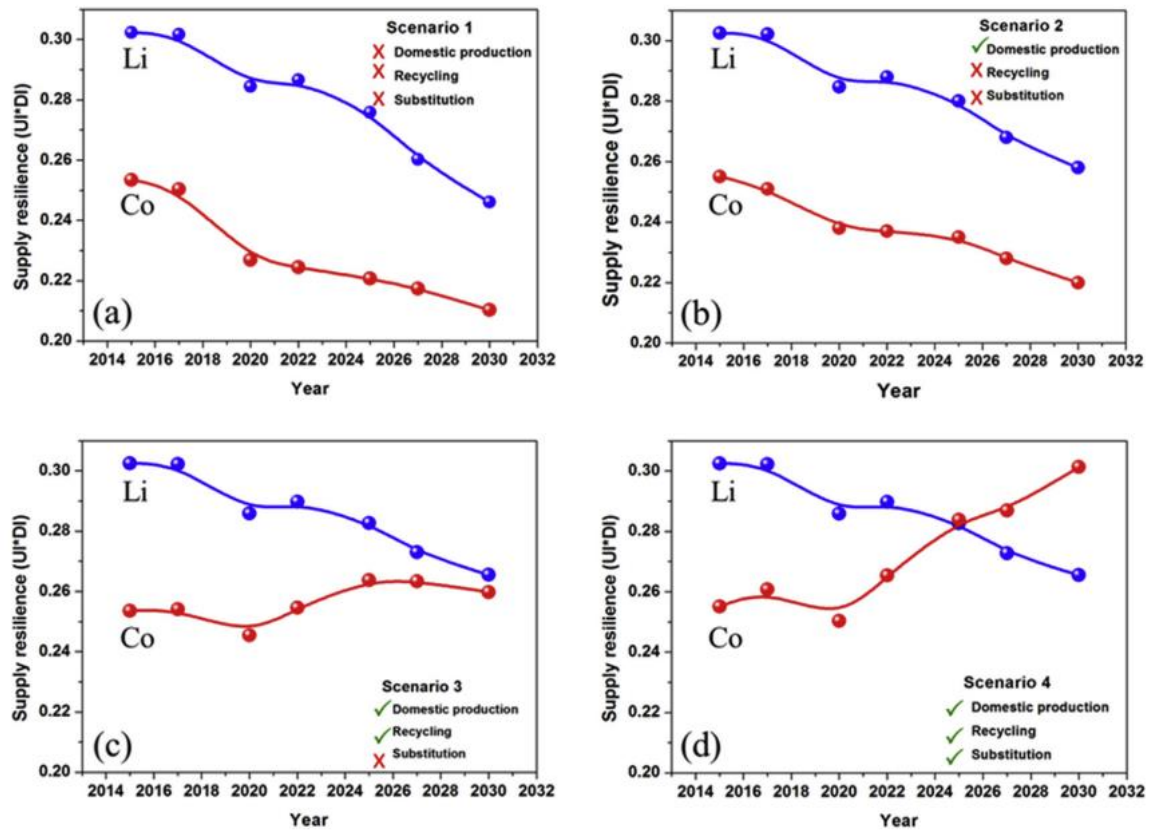 Scenario 1
Domestic production
Recycling
Substitution
Li
Co
(a)
Supply resilience (UI*DI)
0.30
0.28
0.26
0.24
0.22
0.20
2014 2016 2018 2020 2022 2024 2026 2028 2030 2032
Year
Scenario 2
Domestic production
Recycling
Substitution
Li
Co
(b)
Supply resilience (UI*DI)
0.30
0.28
0.26
0.24
0.22
0.20
2014 2016 2018 2020 2022 2024 2026 2028 2030 2032
Year
Li
Co
Scenario 3
Domestic production
Recycling
Substitution
(c)
Supply resilience (UI*DI)
0.30
0.28
0.26
0.24
0.22
0.20
2014 2016 2018 2020 2022 2024 2026 2028 2030 2032
Year
Li
Co
Scenario 4
Domestic production
Recycling
Substitution
(d)
Supply resilience (UI*DI)
0.30
0.28
0.26
0.24
0.22
0.20
2014 2016 2018 2020 2022 2024 2026 2028 2030 2032
Year